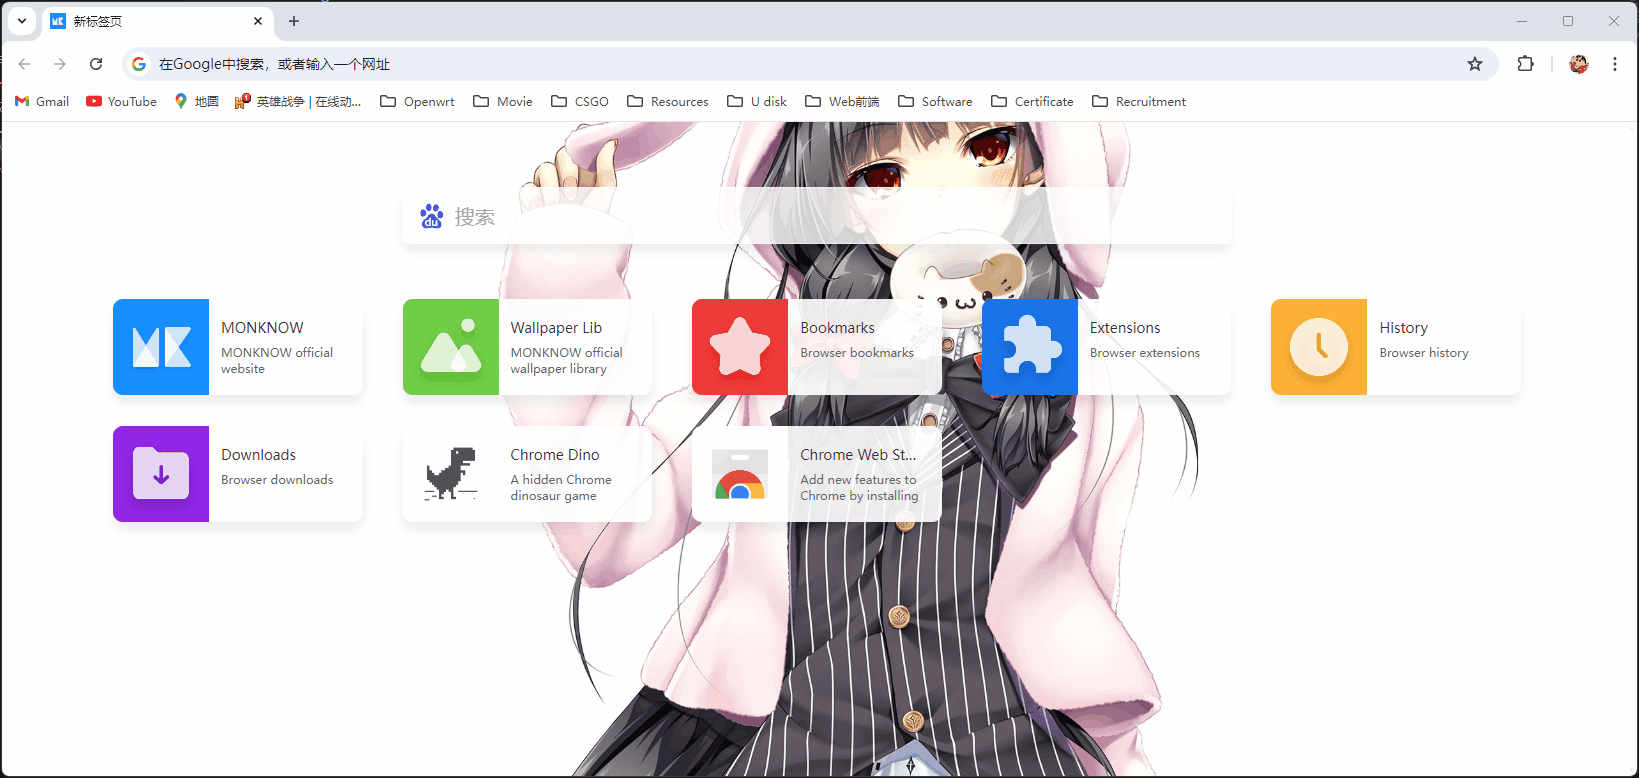 新标签页
在Google中搜索，或者输入一个网址
Gmail YouTube 地图 英雄战争 | 在线动... Openwrt Movie CSGO Resources U disk Web前端 Software Certificate Recruitment
du 搜索
MONKNOW
MONKNOW official
website
Wallpaper Lib
MONKNOW official
wallpaper library
Bookmarks
Browser bookmarks
Extensions
Browser extensions
History
Browser history
Downloads
Browser downloads
Chrome Dino
A hidden Chrome
dinosaur game
Chrome Web St...
Add new features to
Chrome by installing